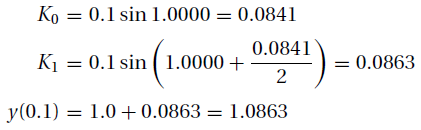 K₀ = 0.1 sin 1.0000 = 0.0841
K₁ = 0.1 sin (1.0000 + 0.0841/2) = 0.0863
y(0.1) = 1.0 + 0.0863 = 1.0863